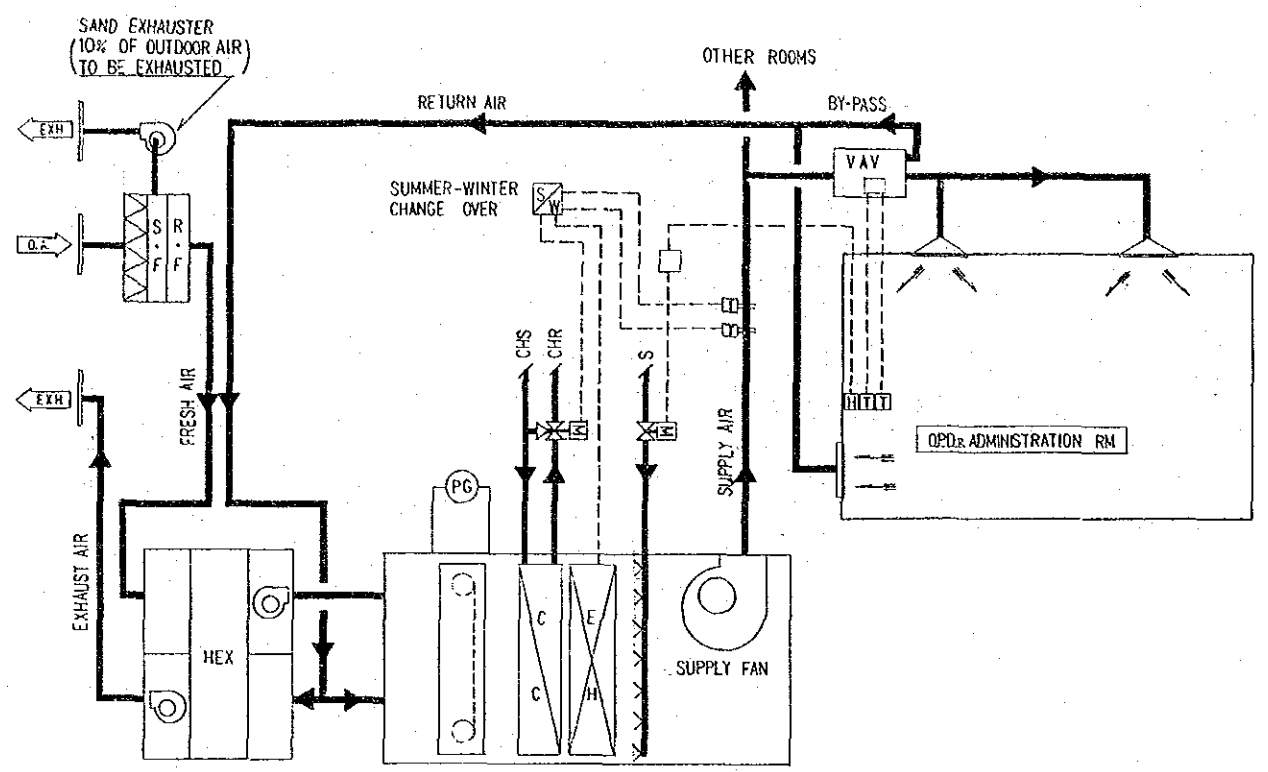 SAND EXHAUSTER
(10% OF OUTDOOR AIR)
TO BE EXHAUSTED
OTHER ROOMS
RETURN AIR
BY-PASS
EXH
VAV
SUMMER-WINTER
CHANGE OVER
S
W
O.A.
S.F
R.F
T
CHS
CHR
S
EXH
FRESH AIR
M
M
SUPPLY AIR
H T T
O.P.D.& ADMINISTRATION RM
PG
EXHAUST AIR
HEX
C
C
E
H
SUPPLY FAN